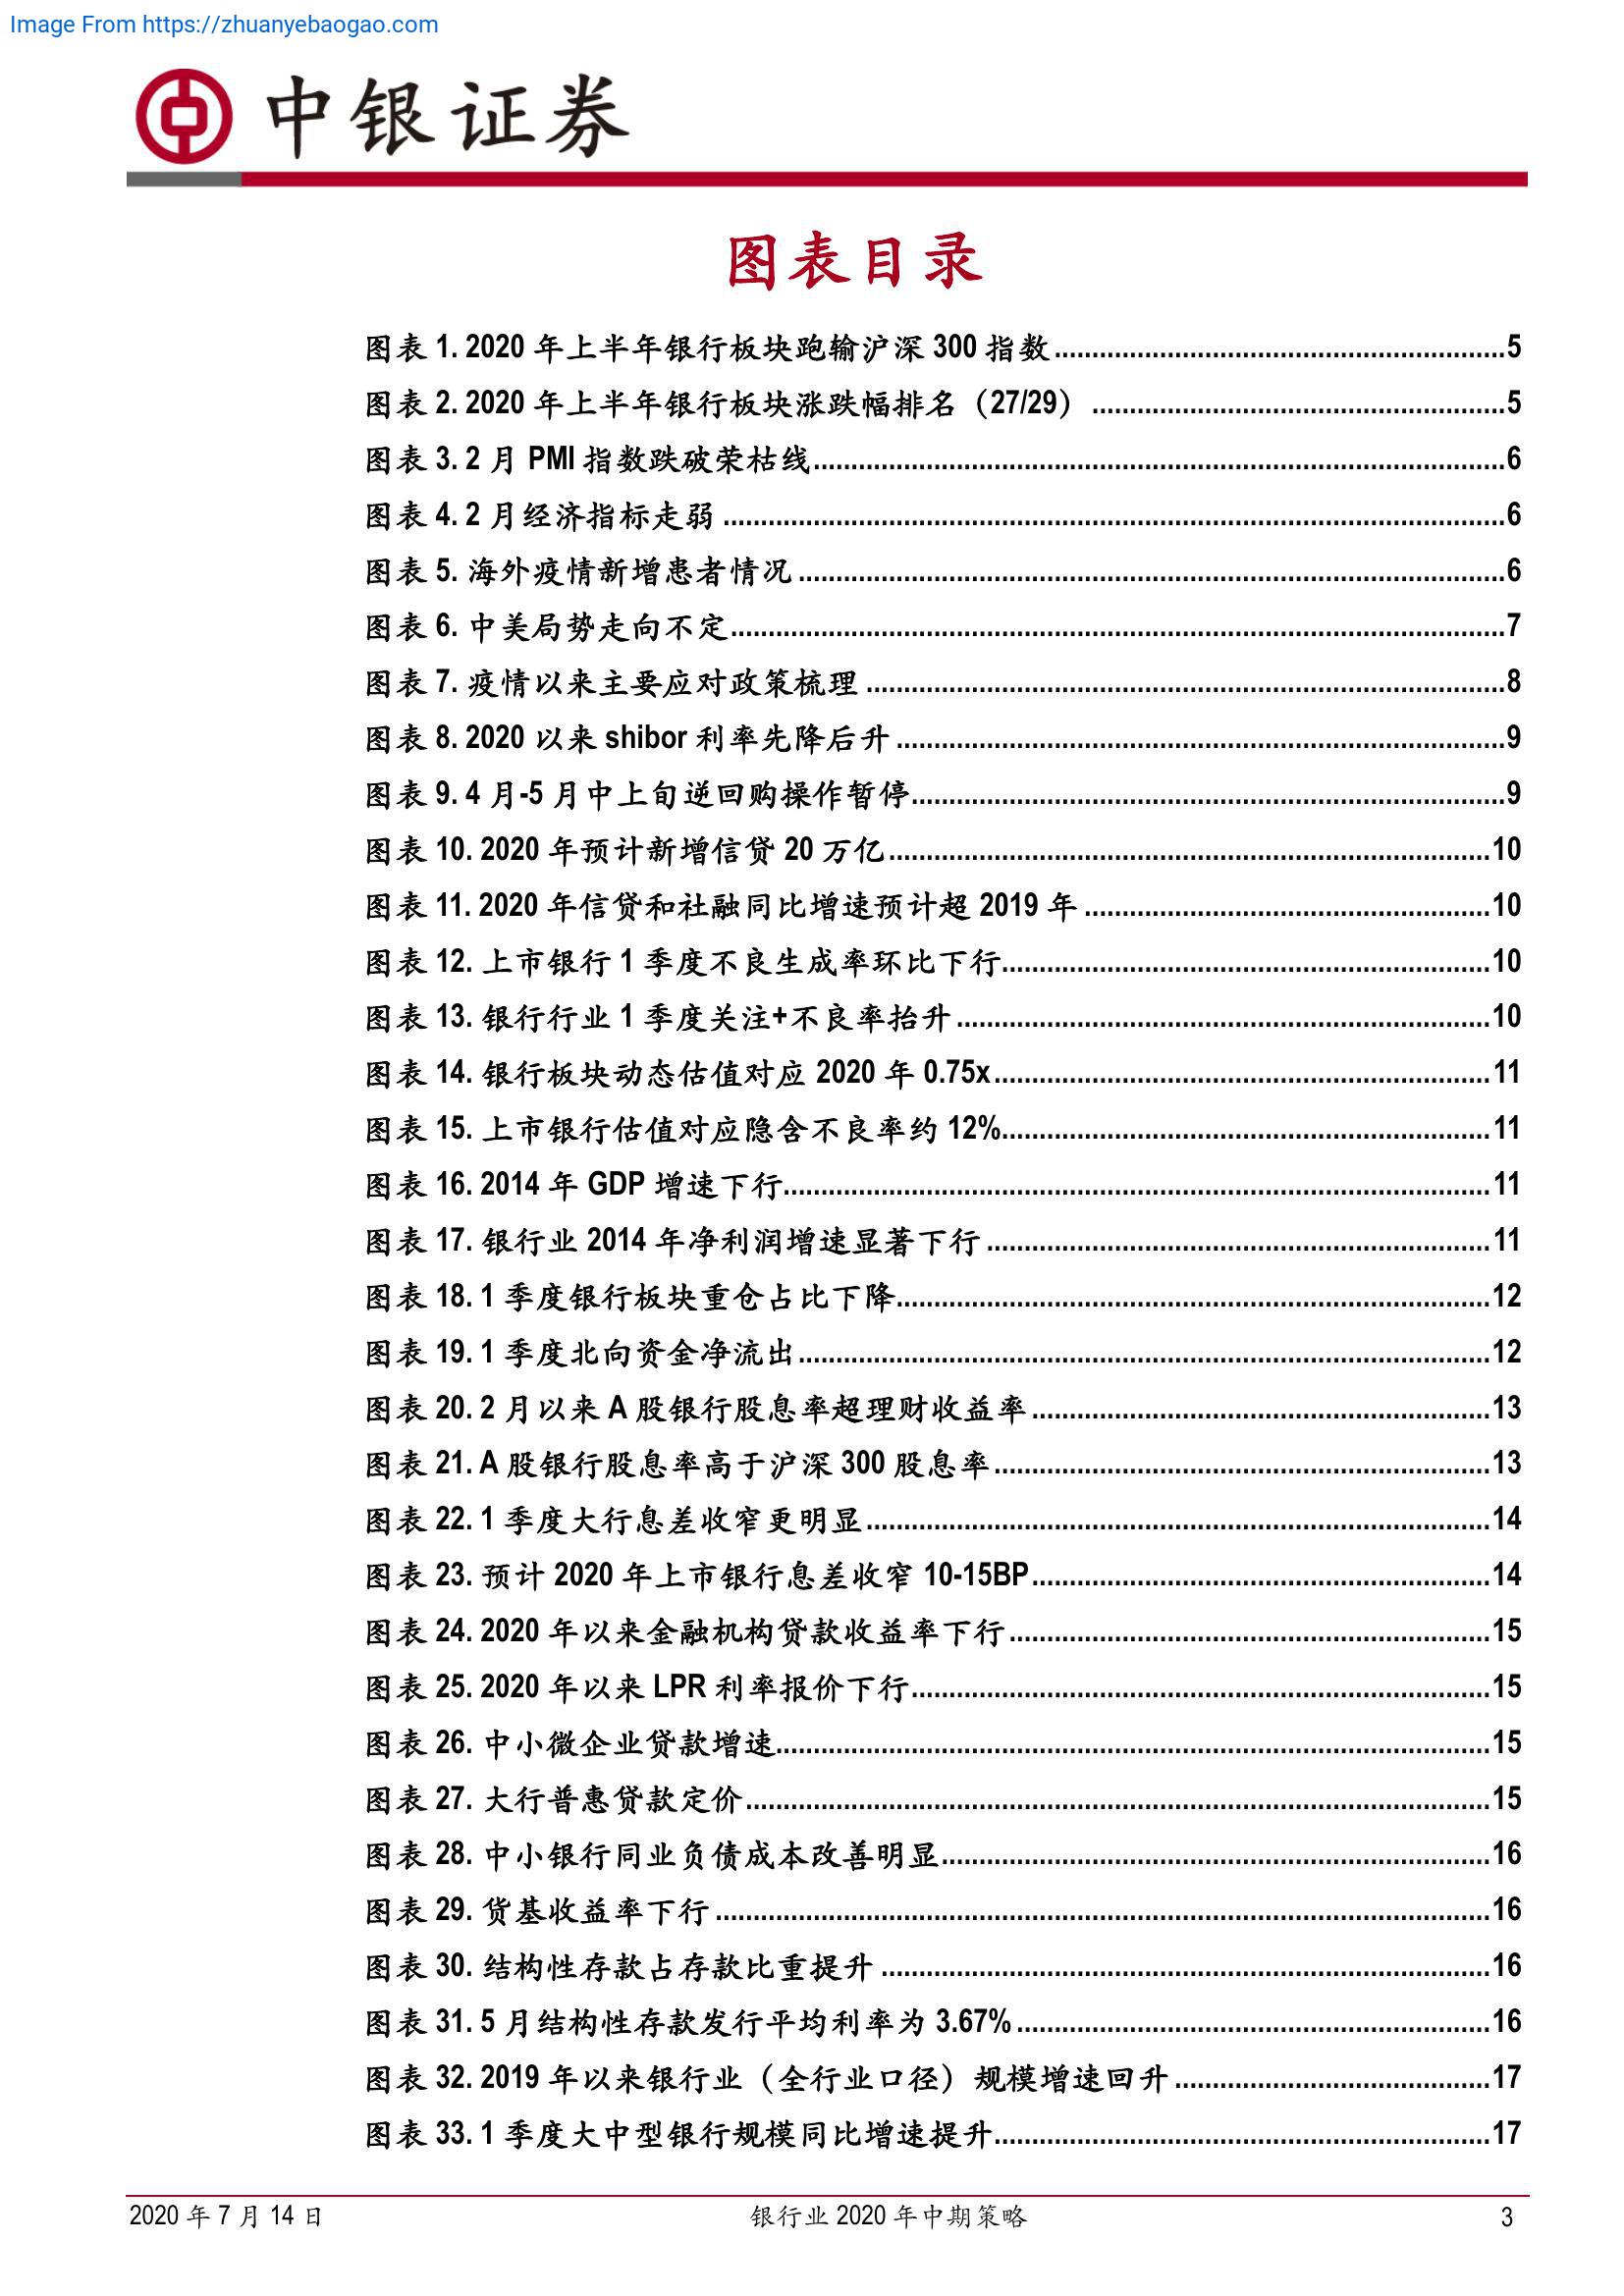 Image From https://zhuanyebaogao.com
中银证券
图表目录
图表 1. 2020 年上半年银行板块跑输沪深 300 指数......5
图表 2. 2020 年上半年银行板块涨跌幅排名（27/29）......5
图表 3. 2 月 PMI 指数跌破荣枯线......6
图表 4. 2 月经济指标走弱......6
图表 5. 海外疫情新增患者情况......6
图表 6. 中美局势走向不定......7
图表 7. 疫情以来主要应对政策梳理......8
图表 8. 2020 以来 shibor 利率先降后升......9
图表 9. 4 月-5 月中上旬逆回购操作暂停......9
图表 10. 2020 年预计新增信贷 20 万亿......10
图表 11. 2020 年信贷和社融同比增速预计超 2019 年......10
图表 12. 上市银行 1 季度不良生成率环比下行......10
图表 13. 银行行业 1 季度关注+不良率抬升......10
图表 14. 银行板块动态估值对应 2020 年 0.75x......11
图表 15. 上市银行估值对应隐含不良率约 12%......11
图表 16. 2014 年 GDP 增速下行......11
图表 17. 银行业 2014 年净利润增速显著下行......11
图表 18. 1 季度银行板块重仓占比下降......12
图表 19. 1 季度北向资金净流出......12
图表 20. 2 月以来 A 股银行股息率超理财收益率......13
图表 21. A 股银行股息率高于沪深 300 股息率......13
图表 22. 1 季度大行息差收窄更明显......14
图表 23. 预计 2020 年上市银行息差收窄 10-15BP......14
图表 24. 2020 年以来金融机构贷款收益率下行......15
图表 25. 2020 年以来 LPR 利率报价下行......15
图表 26. 中小微企业贷款增速......15
图表 27. 大行普惠贷款定价......15
图表 28. 中小银行同业负债成本改善明显......16
图表 29. 货基收益率下行......16
图表 30. 结构性存款占存款比重提升......16
图表 31. 5 月结构性存款发行平均利率为 3.67%......16
图表 32. 2019 年以来银行业（全行业口径）规模增速回升......17
图表 33. 1 季度大中型银行规模同比增速提升......17
2020 年 7 月 14 日 银行业 2020 年中期策略 3